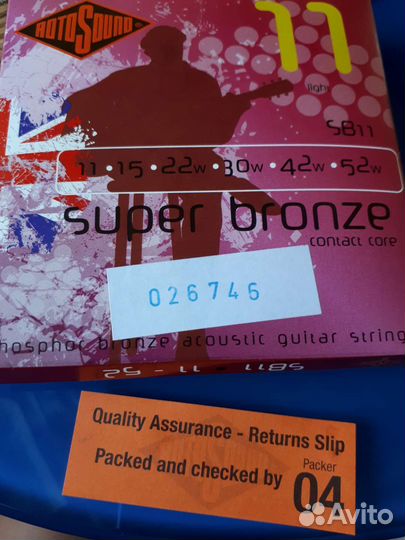 ROTOSOUND
11
light
SB11
11 • 15 • 22w • 30w • 42w • 52w
super bronze
contact core
026746
phosphor bronze acoustic guitar string
SB11 11 - 52
Quality Assurance - Returns Slip
Packed and checked by
Packer
04
Avito